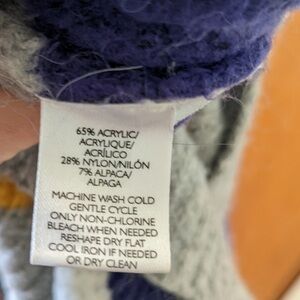 65% ACRYLIC/
ACRYLIQUE/
ACRÍLICO
28% NYLON/NILÓN
7% ALPACA/
ALPAGA
MACHINE WASH COLD
GENTLE CYCLE
ONLY NON-CHLORINE
BLEACH WHEN NEEDED
RESHAPE DRY FLAT
COOL IRON IF NEEDED
OR DRY CLEAN